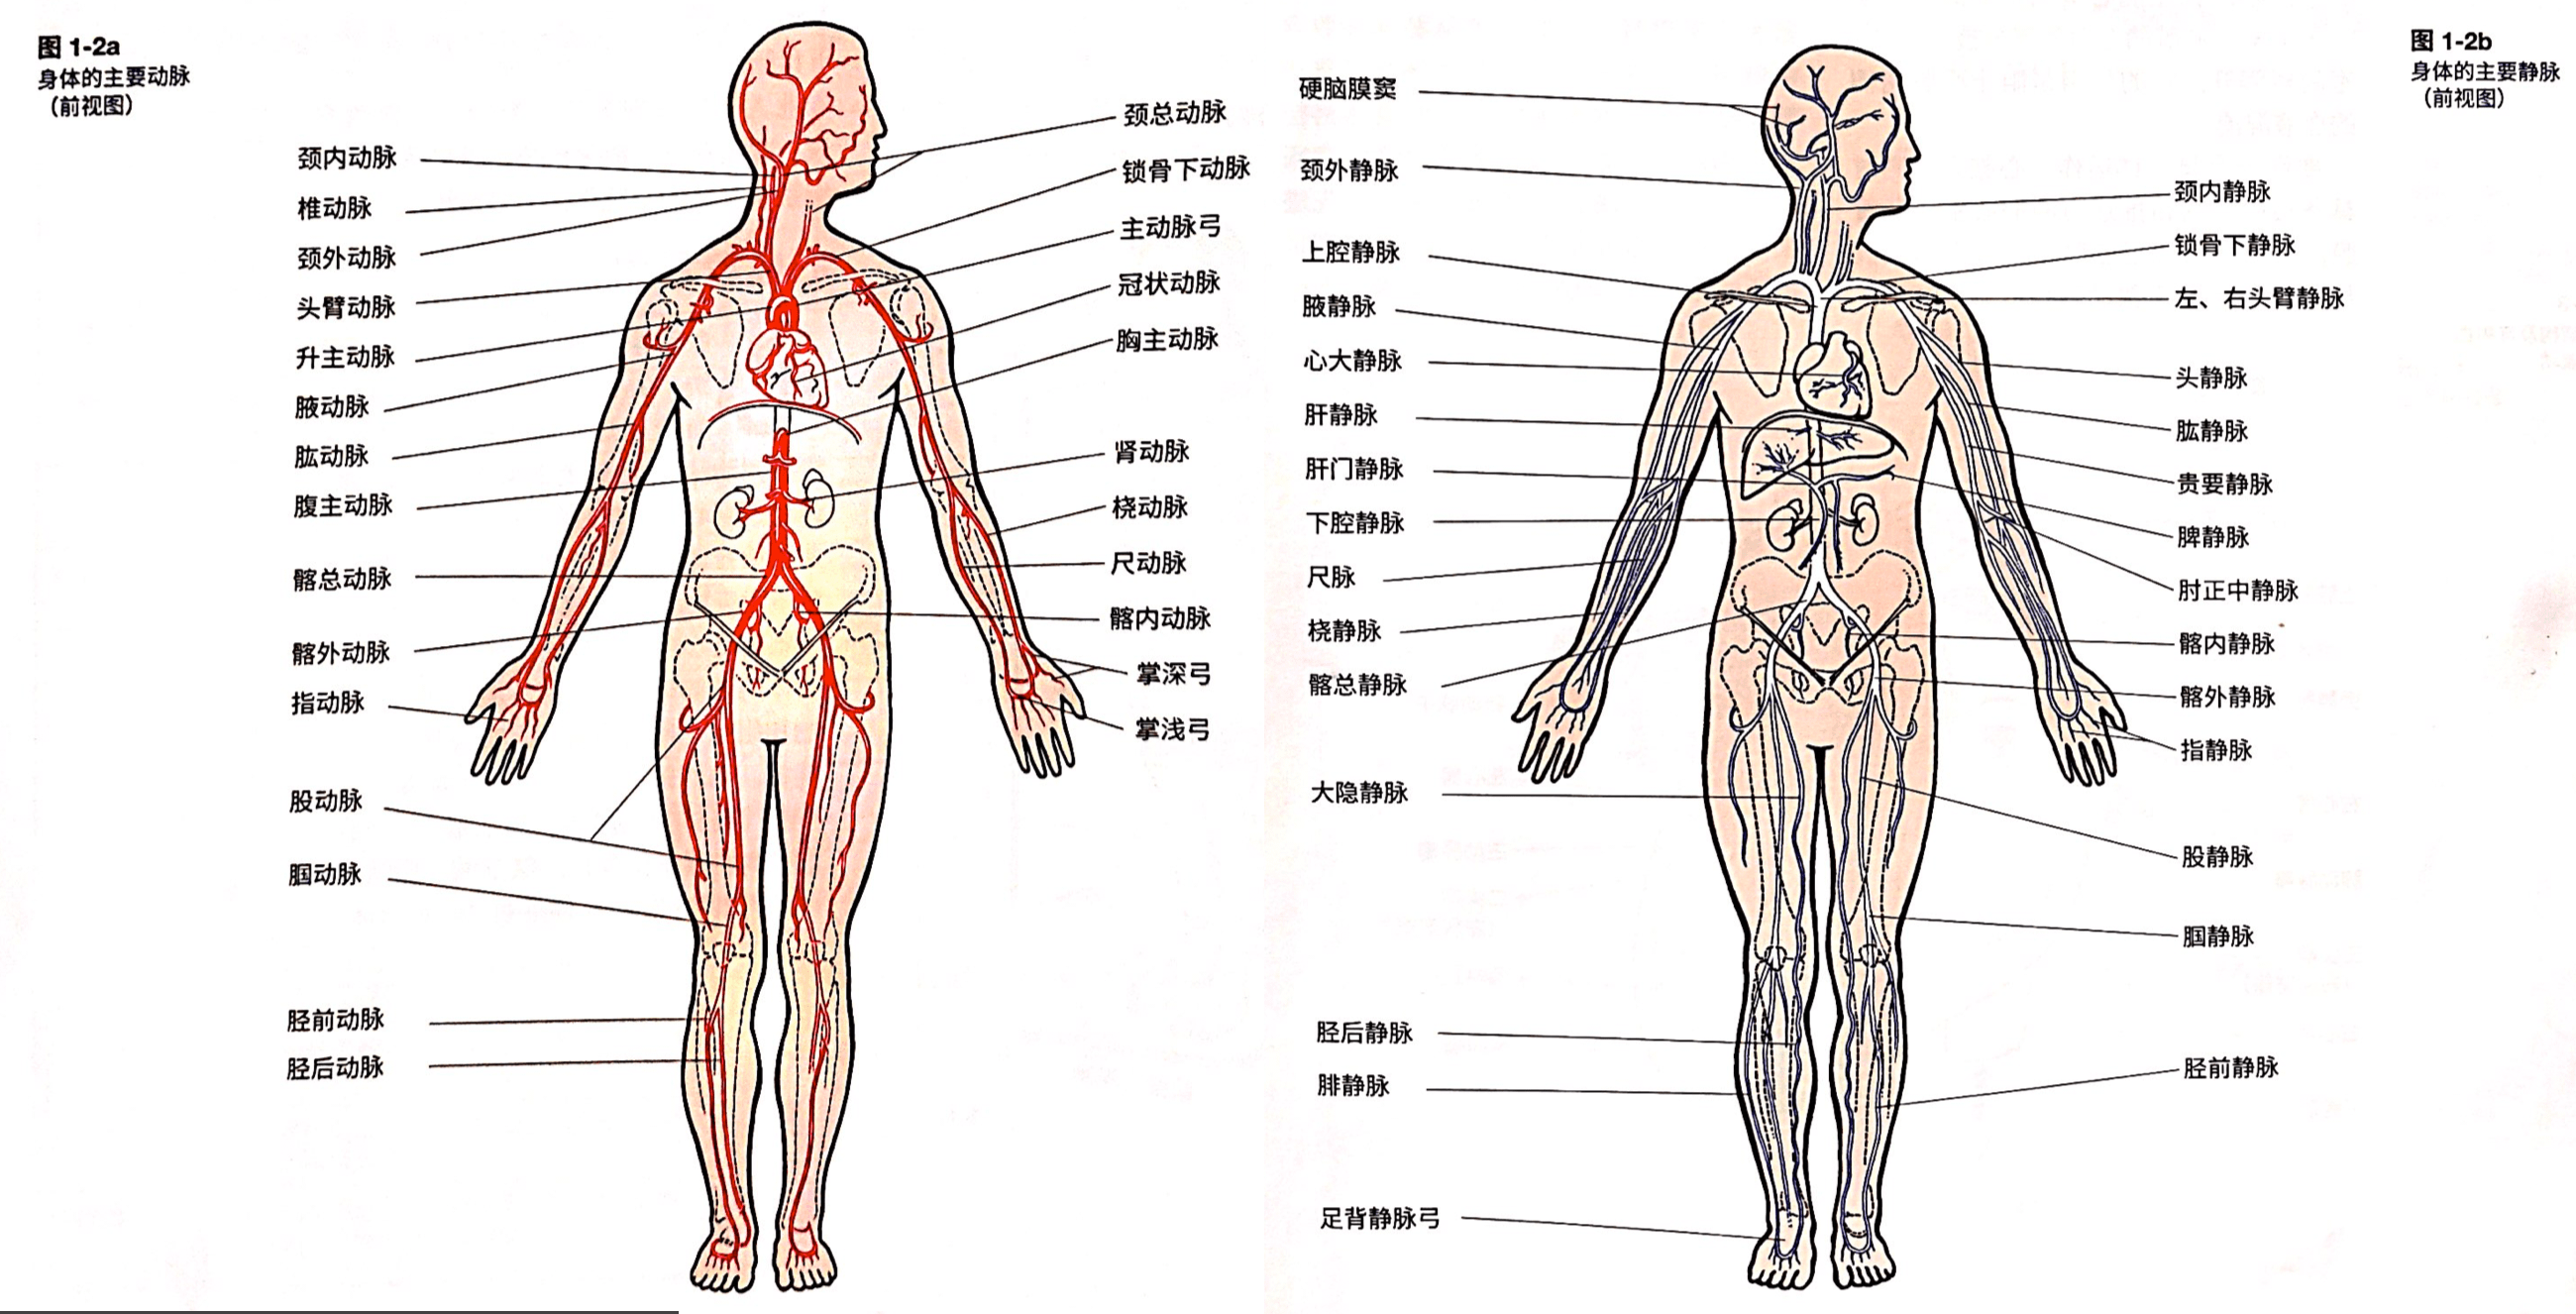 图 1-2a
身体的主要动脉
（前视图）
颈内动脉
椎动脉
颈外动脉
头臂动脉
升主动脉
腋动脉
肱动脉
腹主动脉
髂总动脉
髂外动脉
指动脉
股动脉
腘动脉
胫前动脉
胫后动脉
颈总动脉
锁骨下动脉
主动脉弓
冠状动脉
胸主动脉
肾动脉
桡动脉
尺动脉
髂内动脉
掌深弓
掌浅弓
图 1-2b
身体的主要静脉
（前视图）
硬脑膜窦
颈外静脉
上腔静脉
腋静脉
心大静脉
肝静脉
肝门静脉
下腔静脉
尺脉
桡静脉
髂总静脉
大隐静脉
胫后静脉
腓静脉
足背静脉弓
颈内静脉
锁骨下静脉
左、右头臂静脉
头静脉
肱静脉
贵要静脉
脾静脉
肘正中静脉
髂内静脉
髂外静脉
指静脉
股静脉
腘静脉
胫前静脉